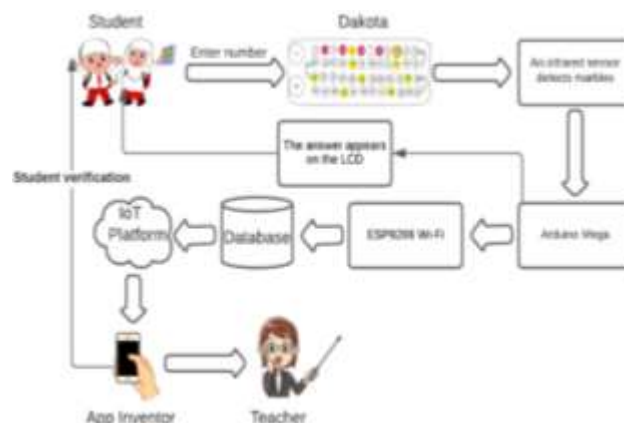 Student
Dakota
Enter number
An infrared sensor
detects marbles
The answer appears
on the LCD
Student verification
IoT
Platform
Database
ESP8266 Wi-Fi
Arduino Mega
App Inventor
Teacher